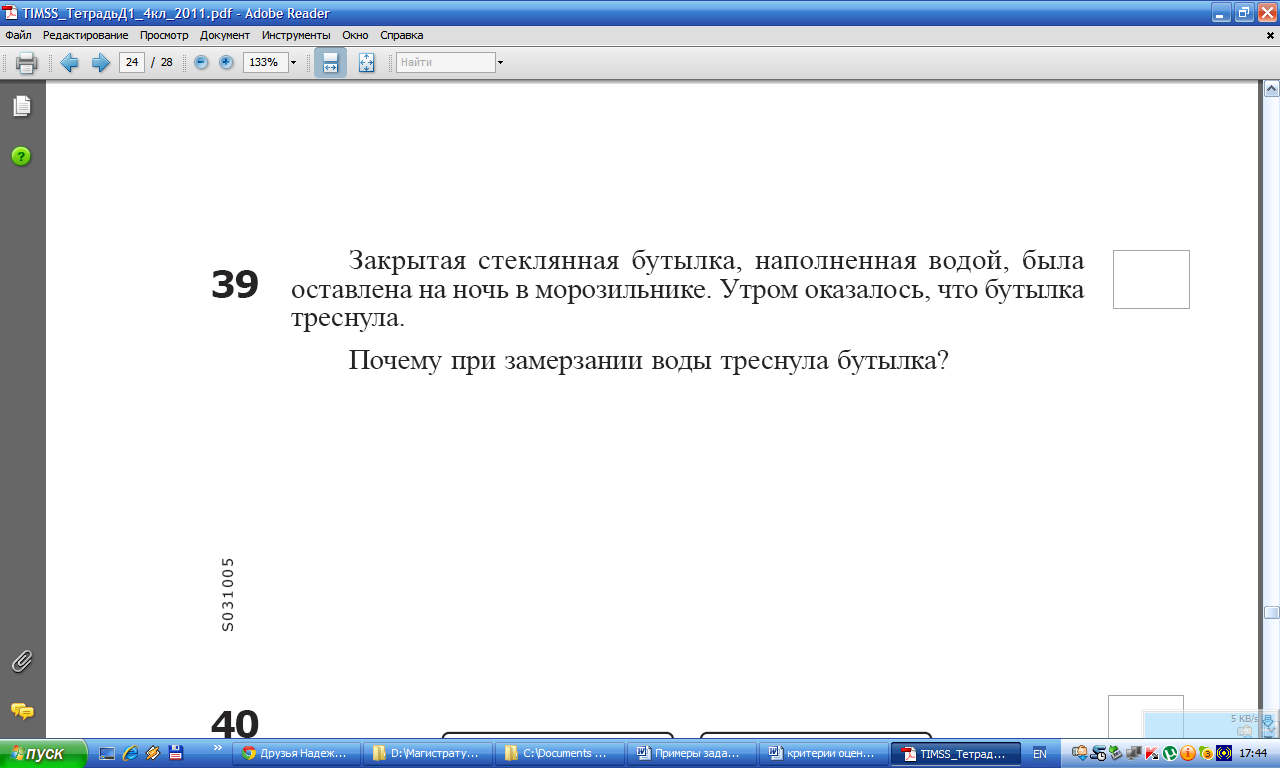 TIMSS_ТетрадьД1_4кл_2011.pdf - Adobe Reader
Файл Редактирование Просмотр Документ Инструменты Окно Справка
24 / 28 133% Найти
39
Закрытая стеклянная бутылка, наполненная водой, была
оставлена на ночь в морозильнике. Утром оказалось, что бутылка
треснула.
Почему при замерзании воды треснула бутылка?
S031005
40
5 KB/s
пуск » Друзья Надеж... D:\Магистрату... C:\Documents ... Примеры зада... критерии оцен... TIMSS_Тетрад... EN 17:44